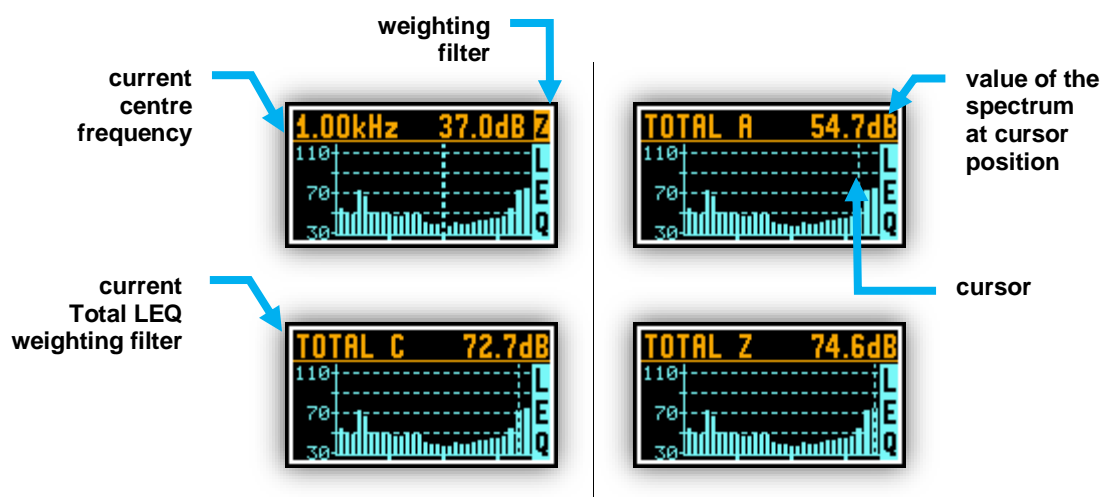 weighting
filter
current
centre
frequency
1.00kHz 37.0dB Z
110
70
30
L
E
Q
TOTAL A 54.7dB
110
70
30
L
E
Q
value of the
spectrum
at cursor
position
cursor
current
Total LEQ
weighting filter
TOTAL C 72.7dB
110
70
30
L
E
Q
TOTAL Z 74.6dB
110
70
30
L
E
Q